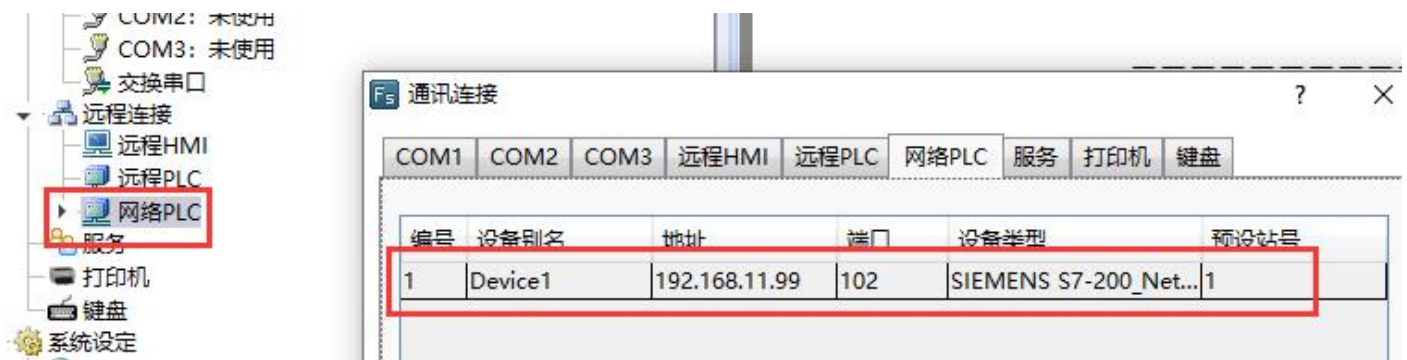 COM2：未使用
COM3：未使用
交换串口
远程连接
远程HMI
远程PLC
网络PLC
服务
打印机
键盘
系统设定
Fs 通讯连接 ? ×
COM1 COM2 COM3 远程HMI 远程PLC 网络PLC 服务 打印机 键盘
编号 设备别名 地址 端口 设备类型 预设站号
1 Device1 192.168.11.99 102 SIEMENS S7-200_Net... 1